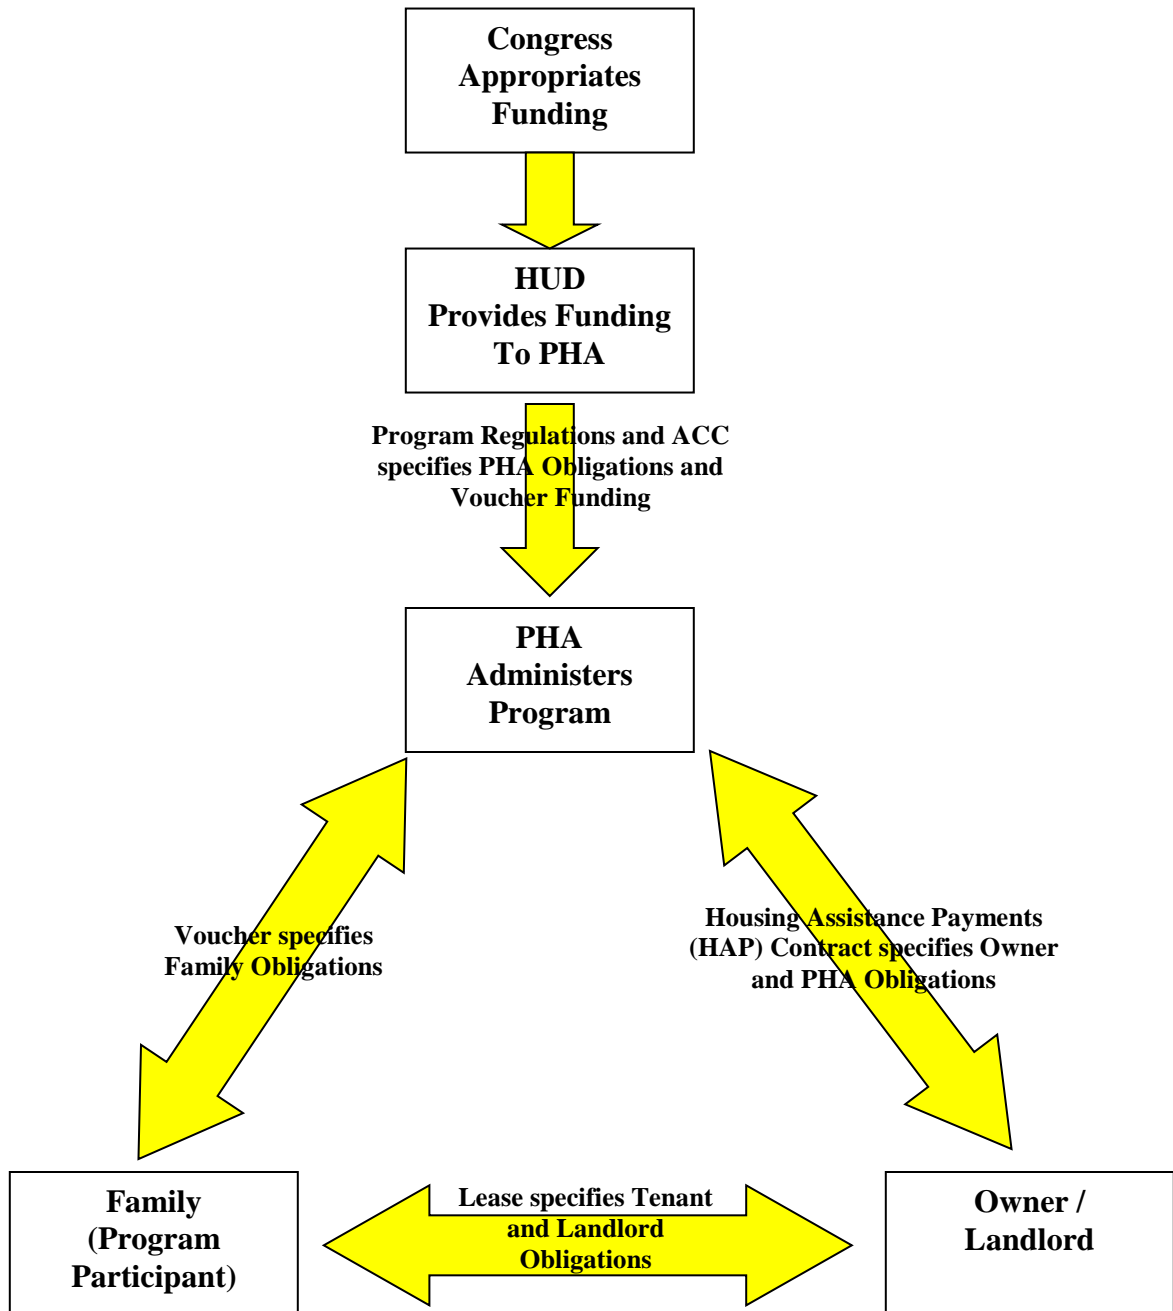 Congress
Appropriates
Funding
HUD
Provides Funding
To PHA
Program Regulations and ACC
specifies PHA Obligations and
Voucher Funding
PHA
Administers
Program
Voucher specifies
Family Obligations
Housing Assistance Payments
(HAP) Contract specifies Owner
and PHA Obligations
Family
(Program
Participant)
Lease specifies Tenant
and Landlord
Obligations
Owner /
Landlord